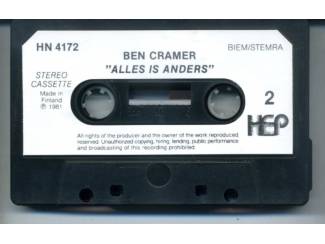 HN 4172
BIEM/STEMRA
BEN CRAMER
"ALLES IS ANDERS"
STEREO
CASSETTE
Made in
Finland
℗ 1981
2
HEP
All rights of the producer and the owner of the work reproduced
reserved. Unauthorized copying, hiring, lending, public performance
and broadcasting of this recording prohibited.